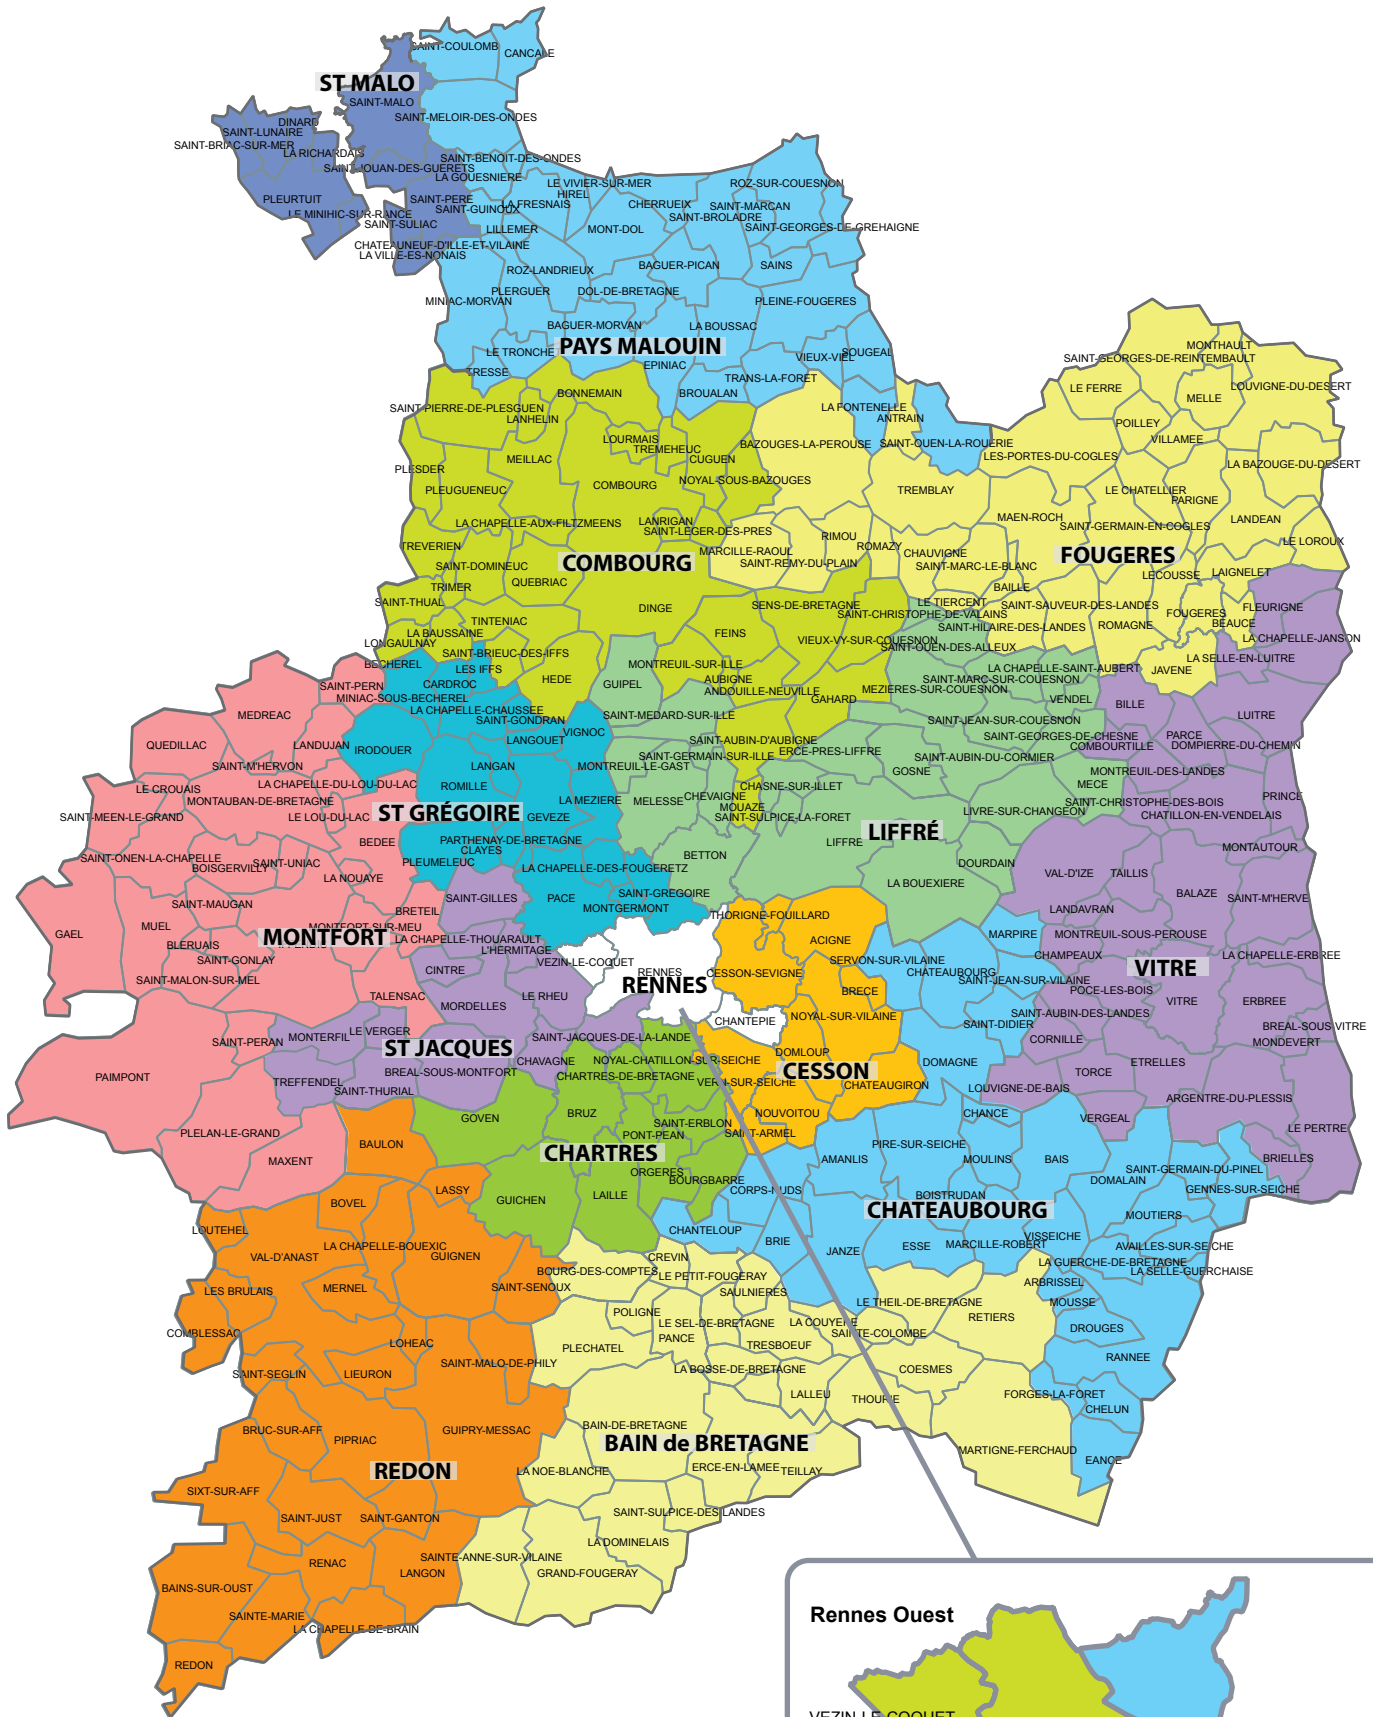 SAINT-COULOMB
CANCALE
ST MALO
SAINT-MALO
SAINT-MELOIR-DES-ONDES
DINARD
SAINT-LUNAIRE
SAINT-BRIAC-SUR-MER
LA RICHARDAIS
SAINT-JOUAN-DES-GUERETS
SAINT-BENOIT-DES-ONDES
LA GOUESNIERE
PLEURTUIT
LE MINIHIC-SUR-RANCE
SAINT-PERE
SAINT-GUINOUX
SAINT-SULIAC
LA FRESNAIS
LE VIVIER-SUR-MER
HIREL
CHERRUEIX
ROZ-SUR-COUESNON
SAINT-MARCAN
SAINT-BROLADRE
SAINT-GEORGES-DE-GREHAIGNE
LILLEMER
MONT-DOL
CHATEAUNEUF-D'ILLE-ET-VILAINE
LA VILLE-ES-NONAIS
ROZ-LANDRIEUX
BAGUER-PICAN
SAINS
PLERGUER
DOL-DE-BRETAGNE
MINIAC-MORVAN
PLEINE-FOUGERES
BAGUER-MORVAN
LA BOUSSAC
LE TRONCHE
PAYS MALOUIN
VIEUX-VIEL
SOUGEAL
TRESSE
EPINIAC
TRANS-LA-FORET
BROUALAN
MONTHAULT
SAINT-GEORGES-DE-REINTEMBAULT
LE FERRE
MELLE
LOUVIGNE-DU-DESERT
BONNEMAIN
SAINT-PIERRE-DE-PLESGUEN
LANHELIN
LA FONTENELLE
ANTRAIN
POILLEY
VILLAMEE
LOURMAIS
TREMEHEUC
BAZOUGES-LA-PEROUSE
SAINT-OUEN-LA-ROUERIE
LES-PORTES-DU-COGLES
MEILLAC
CUGUEN
LA BAZOUGE-DU-DESERT
PLESDER
PLEUGUENEUC
COMBOURG
NOYAL-SOUS-BAZOUGES
TREMBLAY
LE CHATELLIER
PARIGNE
LA CHAPELLE-AUX-FILTZMEENS
LANRIGAN
SAINT-LEGER-DES-PRES
MAEN-ROCH
SAINT-GERMAIN-EN-COGLES
LANDEAN
TREVERIEN
RIMOU
ROMAZY
LE LOROUX
MARCILLE-RAOUL
SAINT-REMY-DU-PLAIN
CHAUVIGNE
SAINT-MARC-LE-BLANC
FOUGERES
SAINT-DOMINEUC
COMBOURG
QUEBRIAC
TRIMER
BAILLE
LECOUSSE
LAIGNELET
SAINT-THUAL
DINGE
SENS-DE-BRETAGNE
SAINT-CHRISTOPHE-DE-VALAINS
LE TIERCENT
SAINT-SAUVEUR-DES-LANDES
FOUGERES
FLEURIGNE
TINTENIAC
SAINT-HILAIRE-DES-LANDES
ROMAGNE
BEAUCE
LA BAUSSAINE
LONGAULNAY
FEINS
VIEUX-VY-SUR-COUESNON
SAINT-OUEN-DES-ALLEUX
LA CHAPELLE-JANSON
SAINT-BRIEUC-DES-IFFS
BECHEREL
LES IFFS
MONTREUIL-SUR-ILLE
LA CHAPELLE-SAINT-AUBERT
LA SELLE-EN-LUITRE
JAVENE
HEDE
GUIPEL
AUBIGNE
ANDOUILLE-NEUVILLE
MEZIERES-SUR-COUESNON
SAINT-MARC-SUR-COUESNON
CARDROC
SAINT-PERN
MINIAC-SOUS-BECHEREL
GAHARD
VENDEL
BILLE
MEDREAC
LA CHAPELLE-CHAUSSEE
SAINT-GONDRAN
SAINT-MEDARD-SUR-ILLE
SAINT-JEAN-SUR-COUESNON
LUITRE
VIGNOC
LANGOUET
SAINT-AUBIN-D'AUBIGNE
SAINT-GEORGES-DE-CHESNE
PARCE
QUEDILLAC
LANDUJAN
IRODOUER
SAINT-GERMAIN-SUR-ILLE
ERCE-PRES-LIFFRE
SAINT-AUBIN-DU-CORMIER
COMBOURTILLE
DOMPIERRE-DU-CHEMIN
SAINT-M'HERVON
LANGAN
MONTREUIL-LE-GAST
GOSNE
MONTREUIL-DES-LANDES
LE CROUAIS
LA CHAPELLE-DU-LOU-DU-LAC
ROMILLE
CHASNE-SUR-ILLET
MECE
MONTAUBAN-DE-BRETAGNE
LA MEZIERE
MELESSE
CHEVAIGNE
MOUAZE
SAINT-CHRISTOPHE-DES-BOIS
PRINCE
SAINT-MEEN-LE-GRAND
LE LOU-DU-LAC
ST GRÉGOIRE
GEVEZE
SAINT-SULPICE-LA-FORET
LIVRE-SUR-CHANGEON
CHATILLON-EN-VENDELAIS
LIFFRÉ
BEDEE
PARTHENAY-DE-BRETAGNE
CLAYES
LIFFRE
MONTAUTOUR
SAINT-ONEN-LA-CHAPELLE
BOISGERVILLY
SAINT-UNIAC
PLEUMELEUC
LA CHAPELLE-DES-FOUGERETZ
BETTON
DOURDAIN
LA NOUAYE
LA BOUEXIERE
VAL-D'IZE
TAILLIS
SAINT-MAUGAN
SAINT-GILLES
PACE
SAINT-GREGOIRE
BALAZE
SAINT-M'HERVE
BRETEIL
MONTGERMONT
THORIGNE-FOUILLARD
LANDAVRAN
GAEL
MUEL
MONTFORT-SUR-MEU
MONTFORT
LA CHAPELLE-THOUARAULT
ACIGNE
MARPIRE
MONTREUIL-SOUS-PEROUSE
BLERUAIS
SAINT-GONLAY
L'HERMITAGE
VEZIN-LE-COQUET
SERVON-SUR-VILAINE
CHAMPEAUX
LA CHAPELLE-ERBREE
CINTRE
RENNES
CESSON-SEVIGNE
CHATEAUBOURG
VITRE
SAINT-MALON-SUR-MEL
RENNES
BRECE
SAINT-JEAN-SUR-VILAINE
POCE-LES-BOIS
TALENSAC
MORDELLES
LE RHEU
VITRE
ERBREE
CHANTEPIE
NOYAL-SUR-VILAINE
SAINT-DIDIER
SAINT-AUBIN-DES-LANDES
SAINT-PERAN
MONTERFIL
LE VERGER
SAINT-JACQUES-DE-LA-LANDE
BREAL-SOUS-VITRE
ST JACQUES
CORNILLE
MONDEVERT
CHAVAGNE
NOYAL-CHATILLON-SUR-SEICHE
DOMLOUP
DOMAGNE
ETRELLES
PAIMPONT
TREFFENDEL
BREAL-SOUS-MONTFORT
CHARTRES-DE-BRETAGNE
VERN-SUR-SEICHE
CESSON
CHATEAUGIRON
TORCE
SAINT-THURIAL
LOUVIGNE-DE-BAIS
ARGENTRE-DU-PLESSIS
GOVEN
BRUZ
NOUVOITOU
CHANCE
VERGEAL
SAINT-ERBLON
PLELAN-LE-GRAND
BAULON
PONT-PEAN
SAINT-ARMEL
PIRE-SUR-SEICHE
LE PERTRE
CHARTRES
AMANLIS
MOULINS
BAIS
BRIELLES
MAXENT
ORGERES
SAINT-GERMAIN-DU-PINEL
LASSY
BOURGBARRE
CORPS-NUDS
DOMALAIN
GUICHEN
LAILLE
BOISTRUDAN
GENNES-SUR-SEICHE
BOVEL
CHATEAUBOURG
MOUTIERS
LOUTEHEL
CHANTELOUP
BRIE
ESSE
MARCILLE-ROBERT
VISSEICHE
AVAILLES-SUR-SEICHE
LA CHAPELLE-BOUEXIC
VAL-D'ANAST
GUIGNEN
CREVIN
JANZE
LA GUERCHE-DE-BRETAGNE
LA SELLE-GUERCHAISE
BOURG-DES-COMPTES
LE PETIT-FOUGERAY
ARBRISSEL
LES BRULAIS
MERNEL
SAINT-SENOUX
SAULNIERES
LE THEIL-DE-BRETAGNE
MOUSSE
POLIGNE
RETIERS
LE SEL-DE-BRETAGNE
LA COUYERE
SAINTE-COLOMBE
DROUGES
COMBLESSAC
LOHEAC
PANCE
TRESBOEUF
PLECHATEL
RANNEE
SAINT-MALO-DE-PHILY
LA BOSSE-DE-BRETAGNE
COESMES
SAINT-SEGLIN
LIEURON
LALLEU
THOURIE
FORGES-LA-FORET
CHELUN
BRUC-SUR-AFF
GUIPRY-MESSAC
BAIN-DE-BRETAGNE
PIPRIAC
BAIN de BRETAGNE
MARTIGNE-FERCHAUD
REDON
LA NOE-BLANCHE
ERCE-EN-LAMEE
TEILLAY
EANCE
SIXT-SUR-AFF
SAINT-JUST
SAINT-GANTON
SAINT-SULPICE-DES LANDES
LA DOMINELAIS
RENAC
SAINTE-ANNE-SUR-VILAINE
LANGON
GRAND-FOUGERAY
BAINS-SUR-OUST
SAINTE-MARIE
LA CHAPELLE-DE-BRAIN
Rennes Ouest
REDON
VEZIN-LE-COQUET